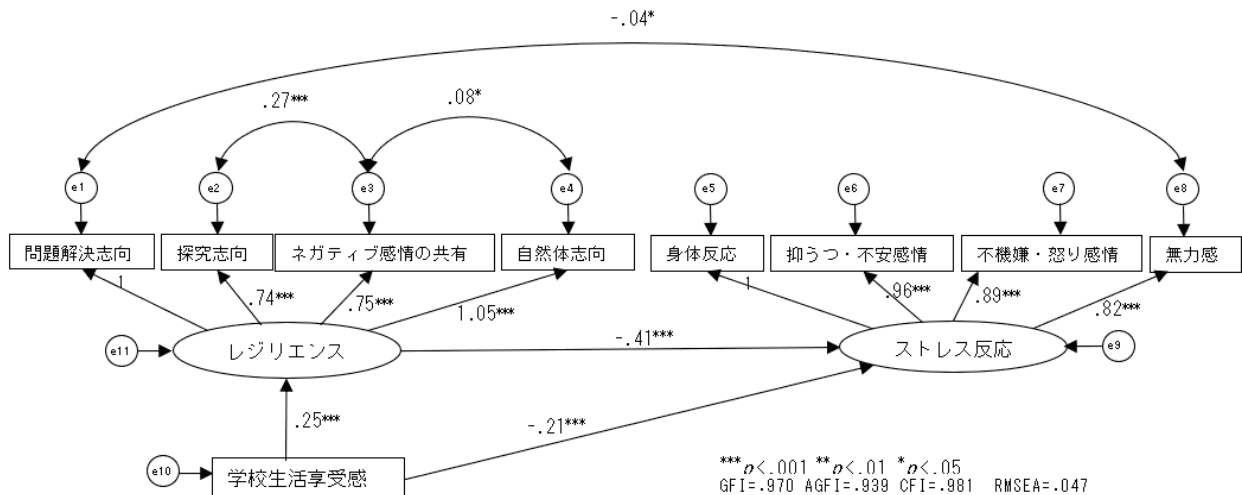 -.04*
.27***
.08*
e1
e2
e3
e4
e5
e6
e7
e8
問題解決志向
探究志向
ネガティブ感情の共有
自然体志向
身体反応
抑うつ・不安感情
不機嫌・怒り感情
無力感
1
.74***
.75***
1.05***
1
.96***
.89***
.82***
e11
レジリエンス
-.41***
ストレス反応
e9
.25***
-.21***
e10
学校生活享受感
***p<.001 **p<.01 *p<.05
GFI=.970 AGFI=.939 CFI=.981 RMSEA=.047